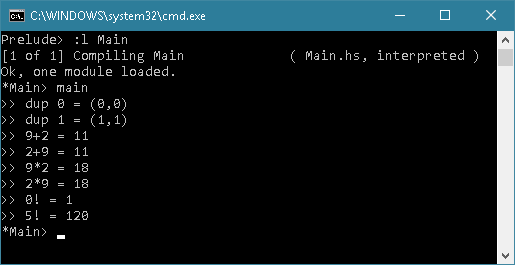 C:\WINDOWS\system32\cmd.exe
Prelude> :l Main
[1 of 1] Compiling Main             ( Main.hs, interpreted )
Ok, one module loaded.
*Main> main
>> dup 0 = (0,0)
>> dup 1 = (1,1)
>> 9+2 = 11
>> 2+9 = 11
>> 9*2 = 18
>> 2*9 = 18
>> 0! = 1
>> 5! = 120
*Main>